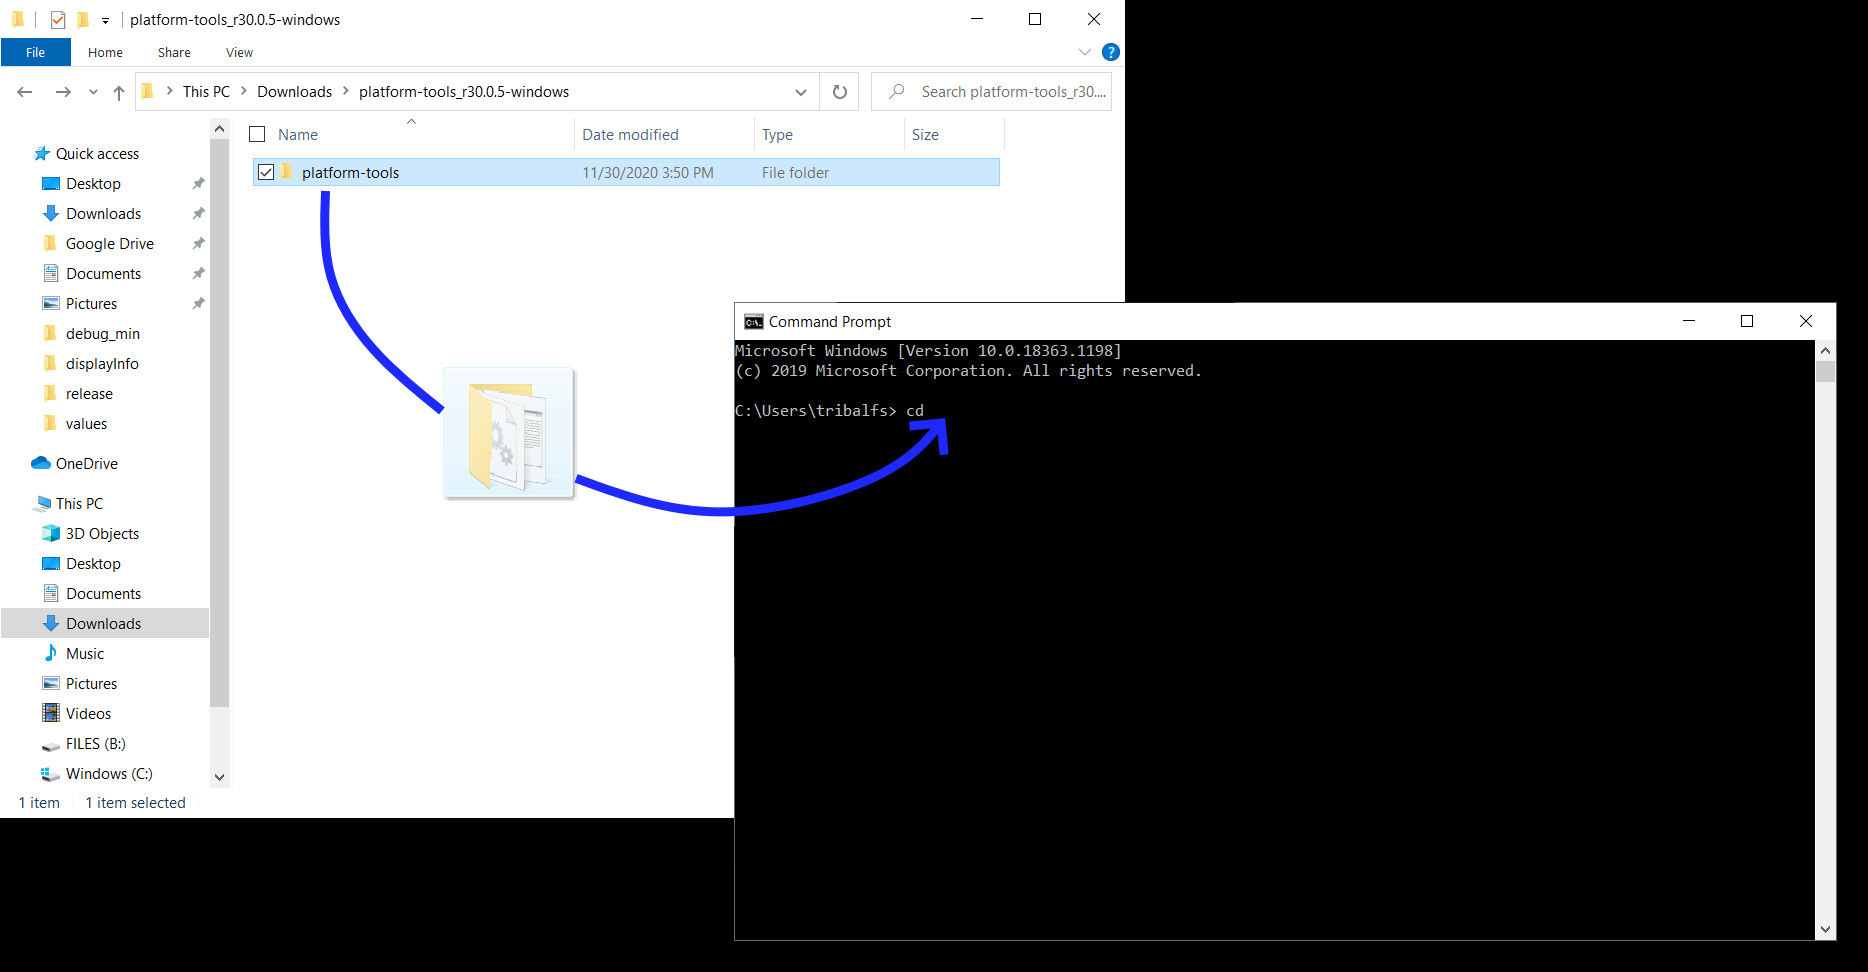 platform-tools_r30.0.5-windows
File Home Share View
This PC Downloads platform-tools_r30.0.5-windows
Search platform-tools_r30....
Name Date modified Type Size
platform-tools 11/30/2020 3:50 PM File folder
Quick access
Desktop
Downloads
Google Drive
Documents
Pictures
debug_min
displayInfo
release
values
OneDrive
This PC
3D Objects
Desktop
Documents
Downloads
Music
Pictures
Videos
FILES (B:)
Windows (C:)
1 item 1 item selected
C:\. Command Prompt
Microsoft Windows [Version 10.0.18363.1198]
(c) 2019 Microsoft Corporation. All rights reserved.
C:\Users\tribalfs> cd